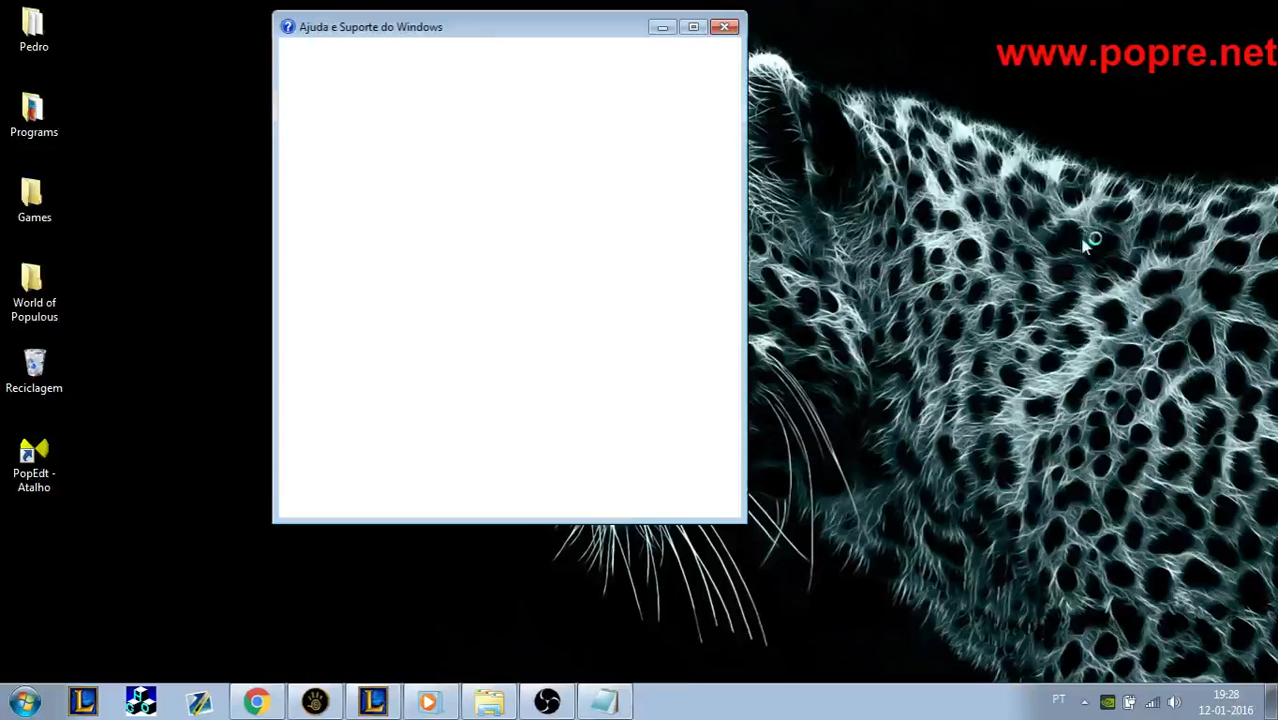 Ajuda e Suporte do Windows
www.popre.net
Pedro
Programs
Games
World of
Populous
Reciclagem
PopEdt -
Atalho
PT
19:28
12-01-2016